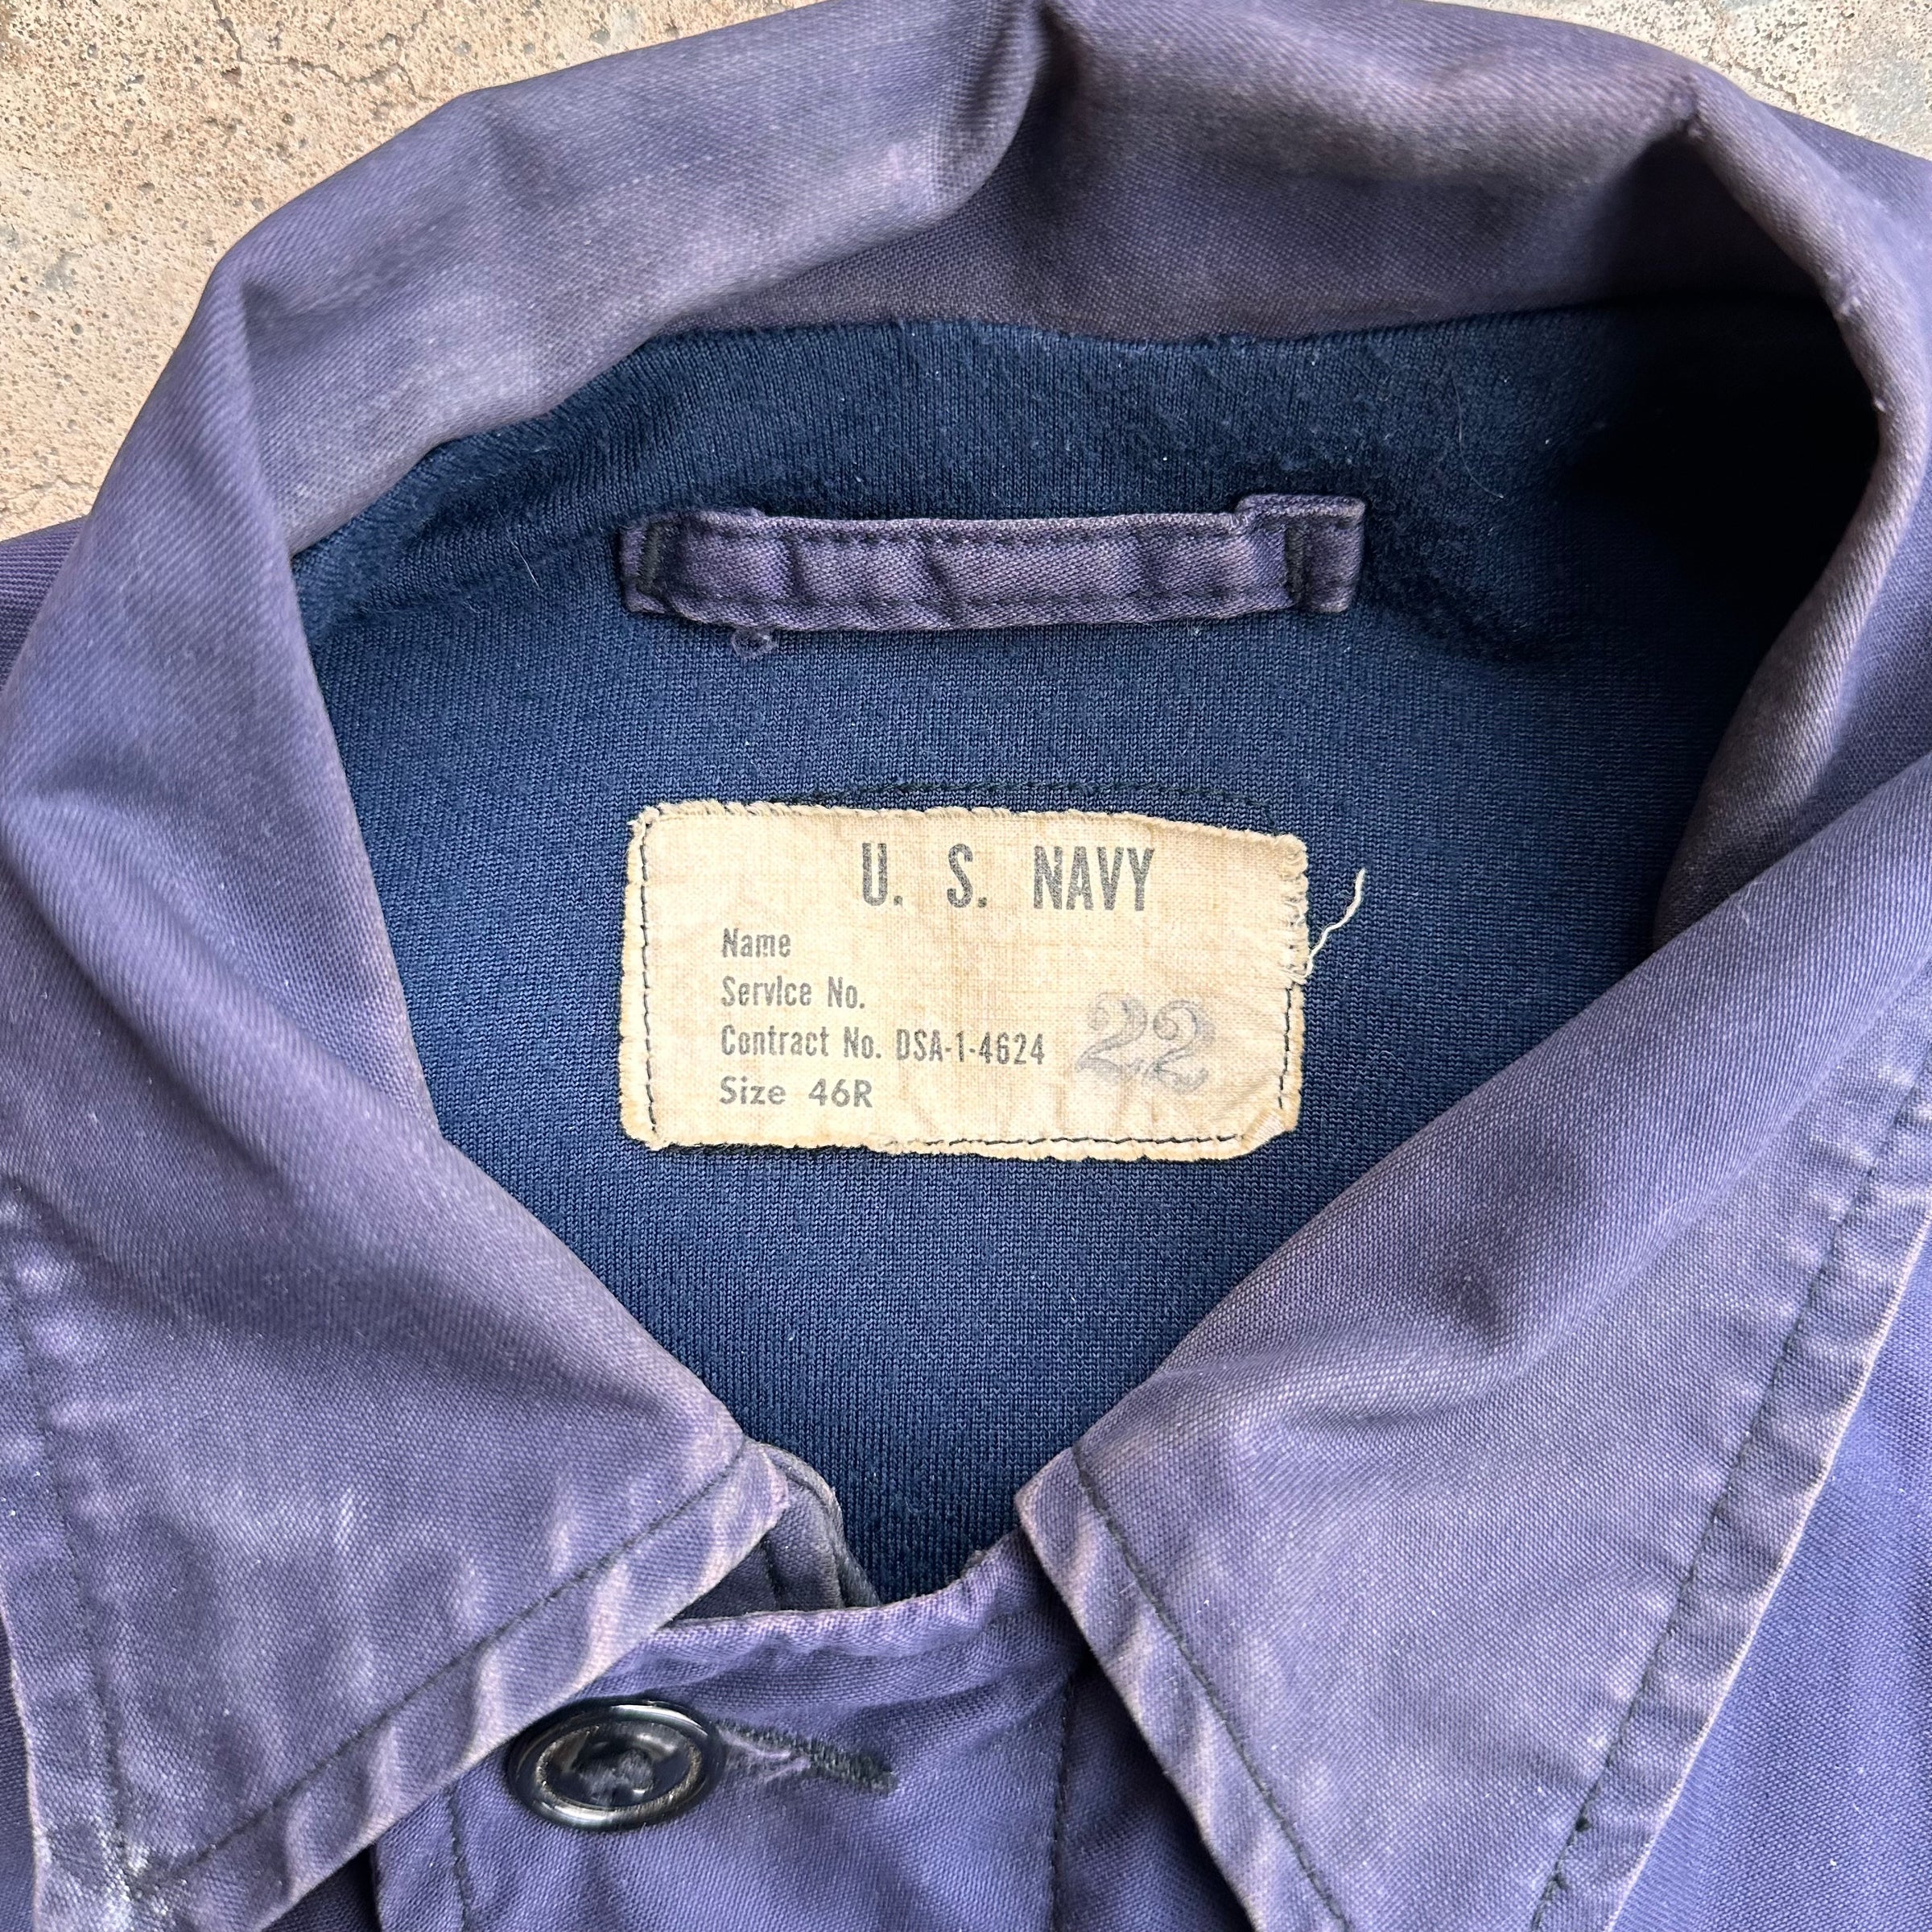 U. S. NAVY
Name
Service No.
Contract No. DSA-1-4624 22
Size 46R